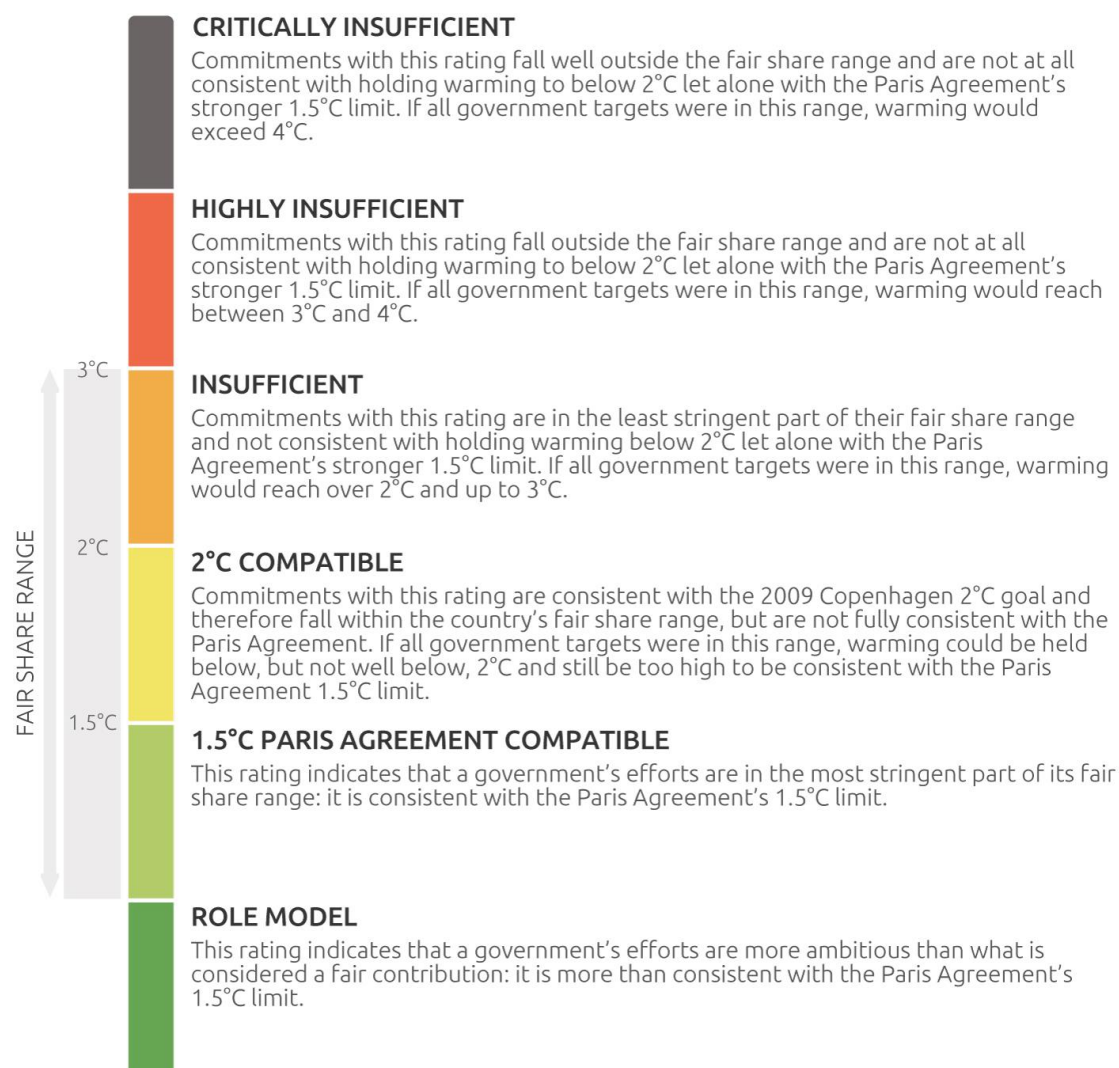 CRITICALLY INSUFFICIENT
Commitments with this rating fall well outside the fair share range and are not at all
consistent with holding warming to below 2°C let alone with the Paris Agreement's
stronger 1.5°C limit. If all government targets were in this range, warming would
exceed 4°C.
HIGHLY INSUFFICIENT
Commitments with this rating fall outside the fair share range and are not at all
consistent with holding warming to below 2°C let alone with the Paris Agreement's
stronger 1.5°C limit. If all government targets were in this range, warming would reach
between 3°C and 4°C.
3°C
INSUFFICIENT
Commitments with this rating are in the least stringent part of their fair share range
and not consistent with holding warming below 2°C let alone with the Paris
Agreement's stronger 1.5°C limit. If all government targets were in this range, warming
would reach over 2°C and up to 3°C.
FAIR SHARE RANGE
2°C
2°C COMPATIBLE
Commitments with this rating are consistent with the 2009 Copenhagen 2°C goal and
therefore fall within the country's fair share range, but are not fully consistent with the
Paris Agreement. If all government targets were in this range, warming could be held
below, but not well below, 2°C and still be too high to be consistent with the Paris
Agreement 1.5°C limit.
1.5°C
1.5°C PARIS AGREEMENT COMPATIBLE
This rating indicates that a government's efforts are in the most stringent part of its fair
share range: it is consistent with the Paris Agreement's 1.5°C limit.
ROLE MODEL
This rating indicates that a government's efforts are more ambitious than what is
considered a fair contribution: it is more than consistent with the Paris Agreement's
1.5°C limit.